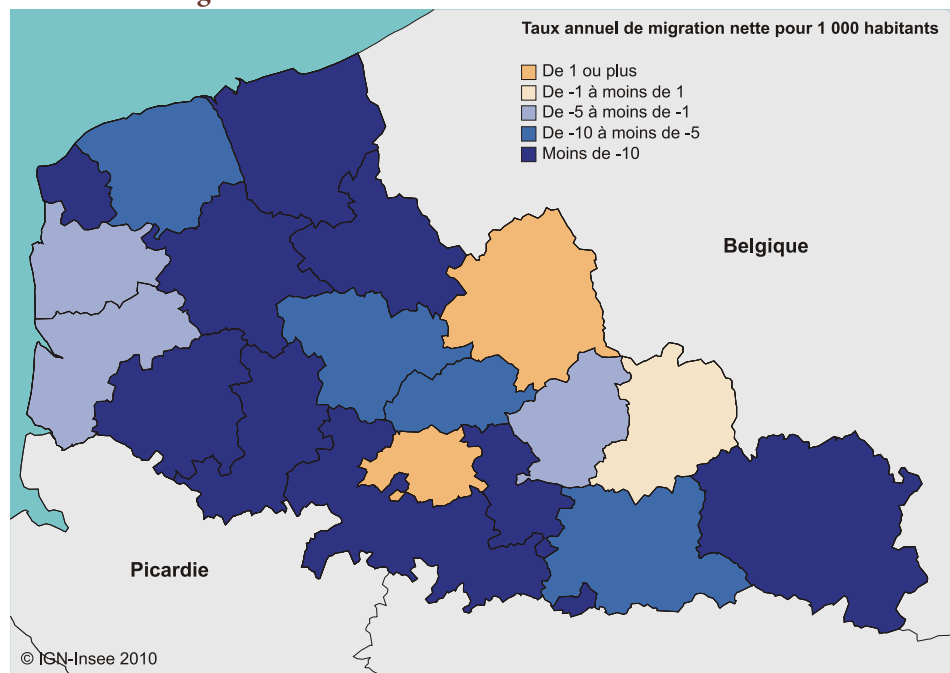 Taux annuel de migration nette pour 1 000 habitants
De 1 ou plus
De -1 à moins de 1
De -5 à moins de -1
De -10 à moins de -5
Moins de -10
Belgique
Picardie
© IGN-Insee 2010